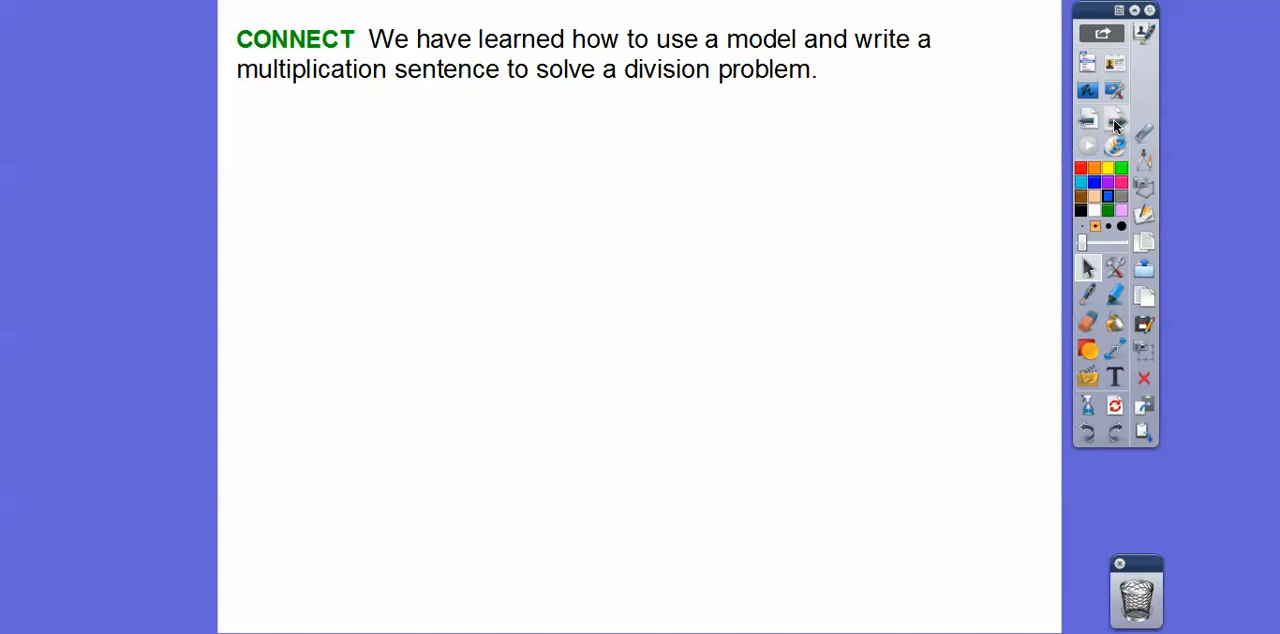 CONNECT We have learned how to use a model and write a
multiplication sentence to solve a division problem.
T